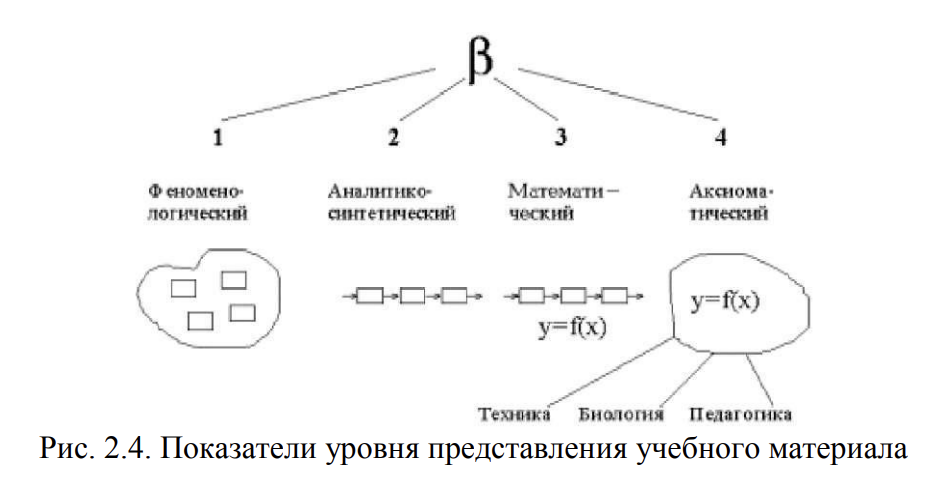 β
1 2 3 4
Феномено-
логический
Аналитико-
синтетический
Математи–
ческий
Аксиома-
тический
y=f(x)
y=f(x)
Техника Биология Педагогика
Рис. 2.4. Показатели уровня представления учебного материала